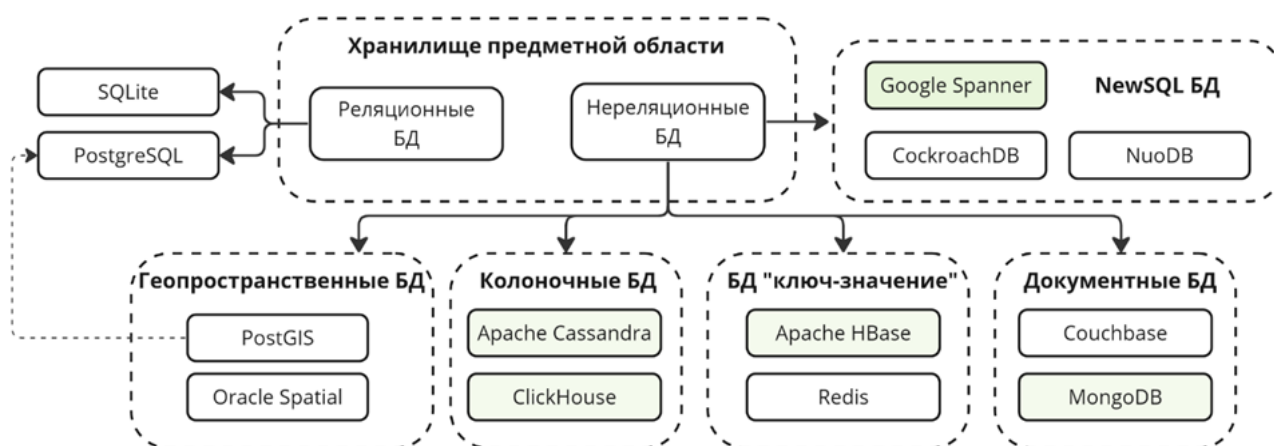 Хранилище предметной области
SQLite
PostgreSQL
Реляционные
БД
Нереляционные
БД
Google Spanner
NewSQL БД
CockroachDB
NuoDB
Геопространственные БД
PostGIS
Oracle Spatial
Колоночные БД
Apache Cassandra
ClickHouse
БД "ключ-значение"
Apache HBase
Redis
Документные БД
Couchbase
MongoDB